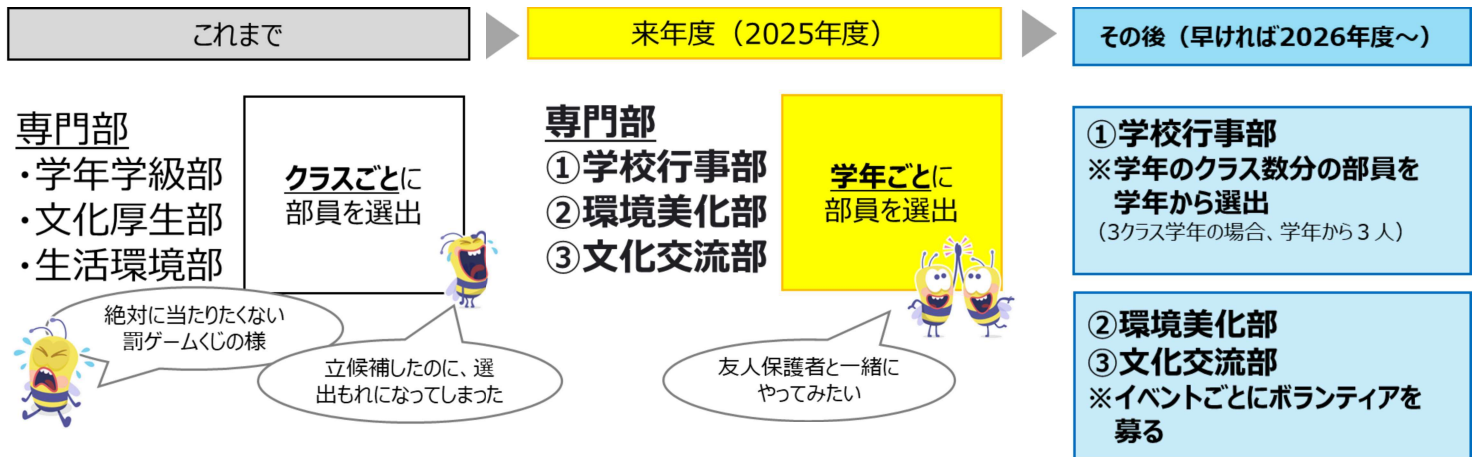 これまで
専門部
・学年学級部
・文化厚生部
・生活環境部
クラスごとに
部員を選出
絶対に当たりたくない
罰ゲームくじの様
立候補したのに、選
出もれになってしまった
来年度（2025年度）
専門部
①学校行事部
②環境美化部
③文化交流部
学年ごとに
部員を選出
友人保護者と一緒に
やってみたい
その後（早ければ2026年度～）
①学校行事部
※学年のクラス数分の部員を
学年から選出
（3クラス学年の場合、学年から３人）
②環境美化部
③文化交流部
※イベントごとにボランティアを
募る